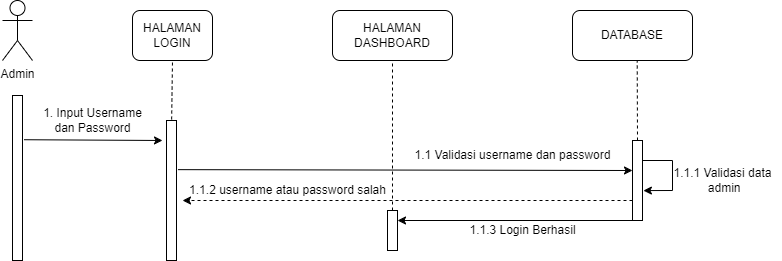 HALAMAN
LOGIN
HALAMAN
DASHBOARD
DATABASE
Admin
1. Input Username
dan Password
1.1 Validasi username dan password
1.1.1 Validasi data
admin
1.1.2 username atau password salah
1.1.3 Login Berhasil